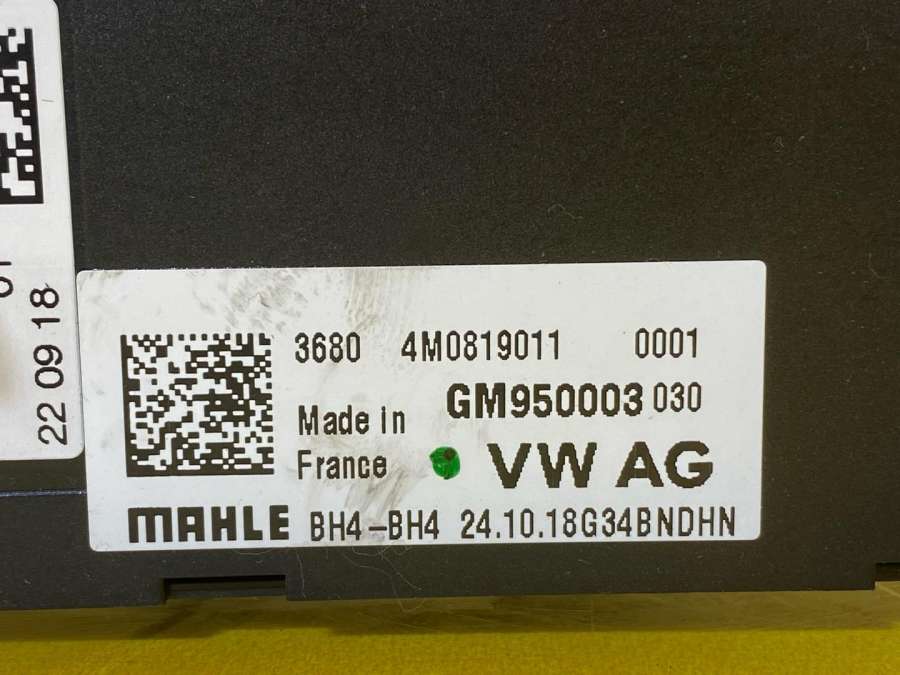 22 09 18
3680 4M0819011 0001
GM950003 030
Made in
France
VW AG
MAHLE BH4-BH4 24.10.18G34BNDHN